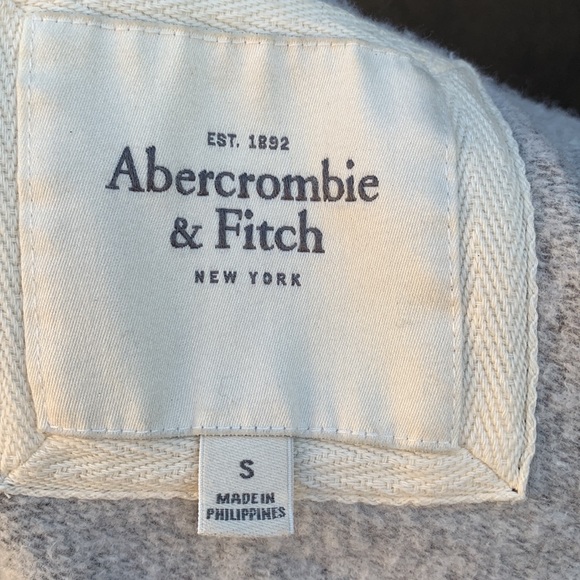 EST. 1892
Abercrombie
& Fitch
NEW YORK
S
MADE IN
PHILIPPINES